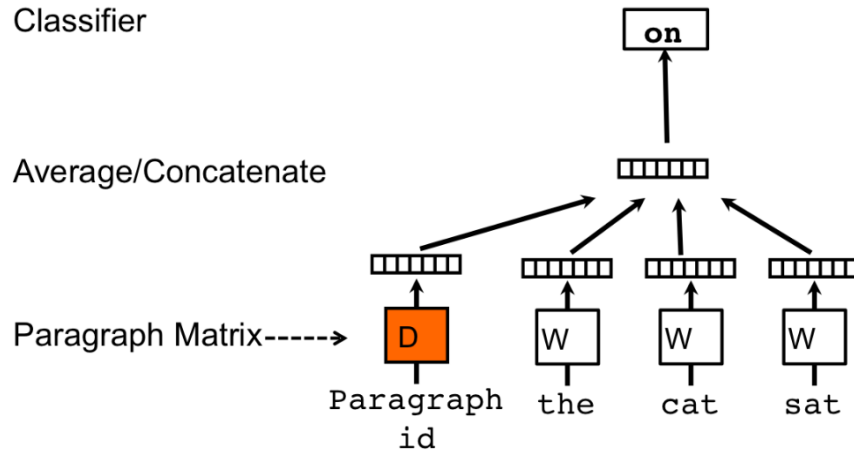 Classifier
on
Average/Concatenate
Paragraph Matrix
D
W
W
W
Paragraph
id
the
cat
sat